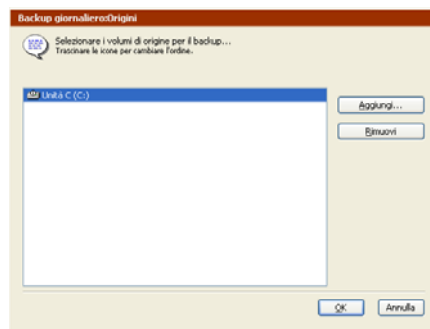 Backup giornaliero:Origini
Selezionare i volumi di origine per il backup...
Trascinare le icone per cambiare l'ordine.
Unità C (C:)
Aggiungi...
Rimuovi
OK
Annulla